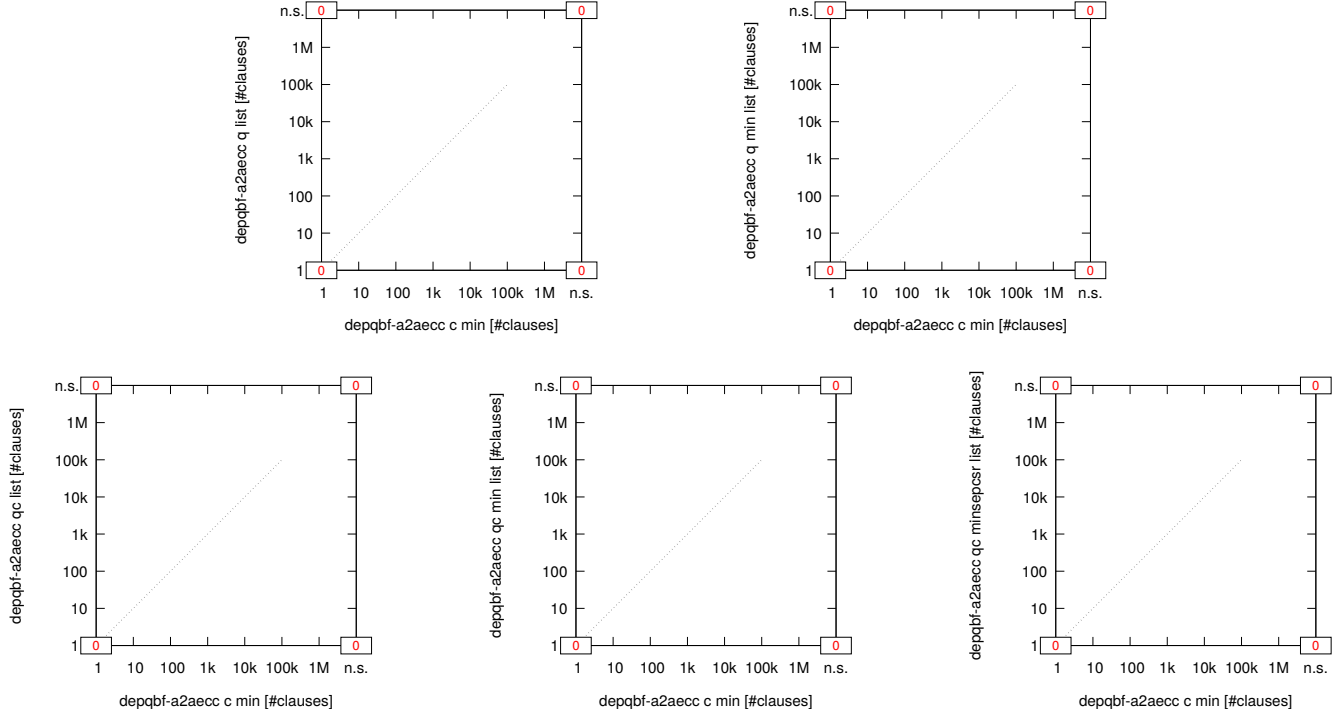 n.s. 0 0
1M
100k
10k
1k
100
10
1 0 0
1 10 100 1k 10k 100k 1M n.s.
depqbf-a2aecc q list [#clauses]
depqbf-a2aecc c min [#clauses]
n.s. 0 0
1M
100k
10k
1k
100
10
1 0 0
1 10 100 1k 10k 100k 1M n.s.
depqbf-a2aecc q min list [#clauses]
depqbf-a2aecc c min [#clauses]
n.s. 0 0
1M
100k
10k
1k
100
10
1 0 0
1 10 100 1k 10k 100k 1M n.s.
depqbf-a2aecc qc list [#clauses]
depqbf-a2aecc c min [#clauses]
n.s. 0 0
1M
100k
10k
1k
100
10
1 0 0
1 10 100 1k 10k 100k 1M n.s.
depqbf-a2aecc qc min list [#clauses]
depqbf-a2aecc c min [#clauses]
n.s. 0 0
1M
100k
10k
1k
100
10
1 0 0
1 10 100 1k 10k 100k 1M n.s.
depqbf-a2aecc qc minsepcsr list [#clauses]
depqbf-a2aecc c min [#clauses]